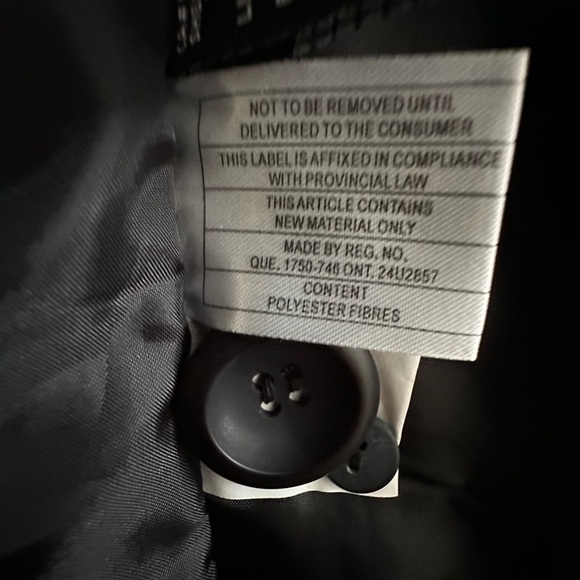 NOT TO BE REMOVED UNTIL
DELIVERED TO THE CONSUMER
THIS LABEL IS AFFIXED IN COMPLIANCE
WITH PROVINCIAL LAW
THIS ARTICLE CONTAINS
NEW MATERIAL ONLY
MADE BY REG. NO.
QUE. 1750-746 ONT. 24U2857
CONTENT
POLYESTER FIBRES